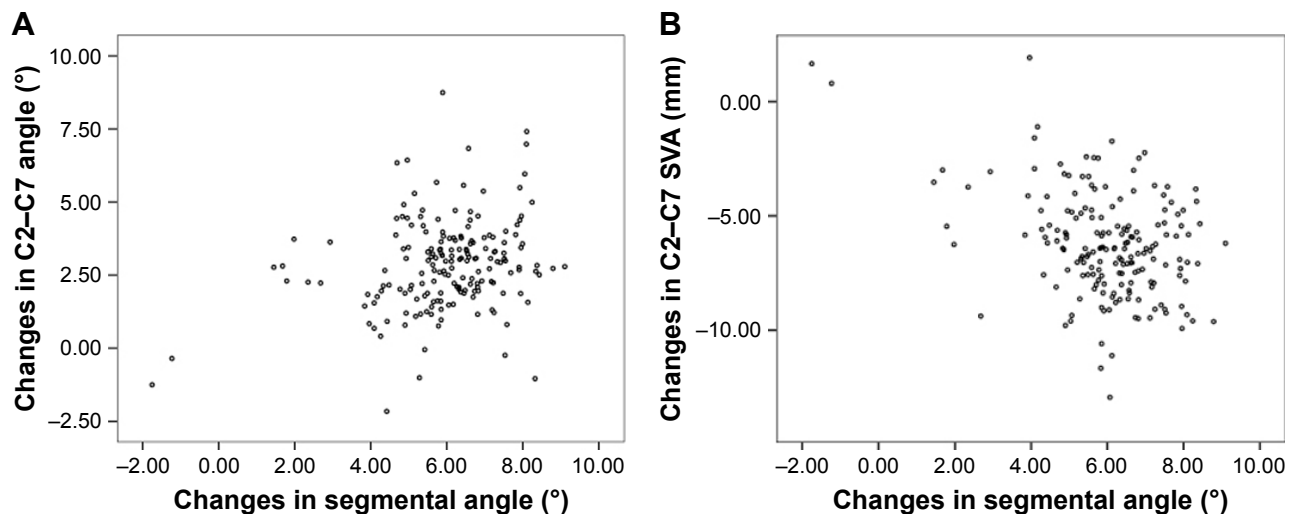 A
Changes in C2–C7 angle (°)
10.00
7.50
5.00
2.50
0.00
–2.50
–2.00 0.00 2.00 4.00 6.00 8.00 10.00
Changes in segmental angle (°)
B
Changes in C2–C7 SVA (mm)
0.00
–5.00
–10.00
–2.00 0.00 2.00 4.00 6.00 8.00 10.00
Changes in segmental angle (°)